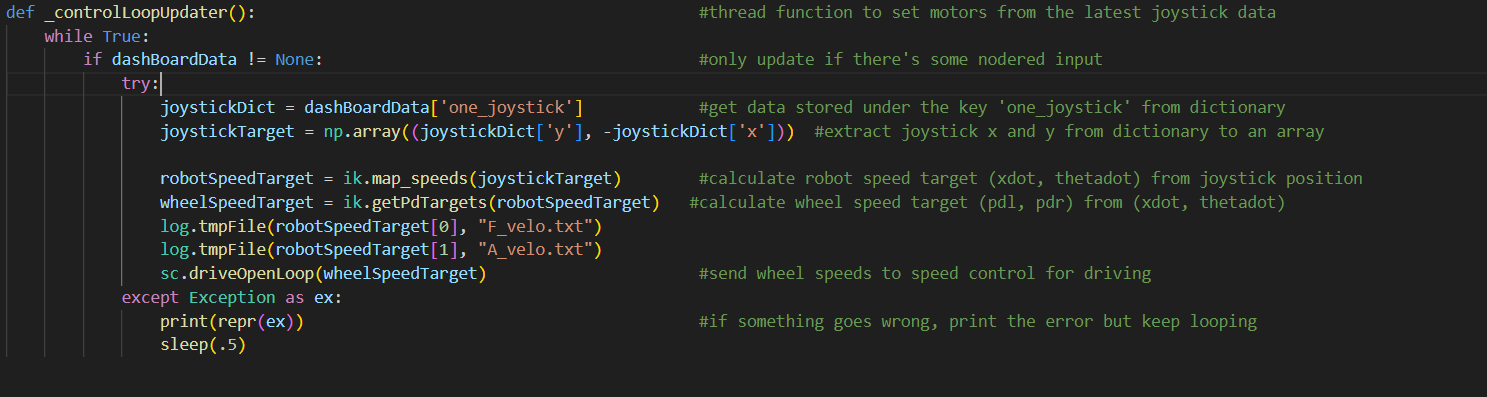 def _controlLoopUpdater():                                              #thread function to set motors from the latest joystick data
    while True:
        if dashBoardData != None:                                       #only update if there's some nodered input
            try:
                joystickDict = dashBoardData['one_joystick']            #get data stored under the key 'one_joystick' from dictionary
                joystickTarget = np.array((joystickDict['y'], -joystickDict['x']))  #extract joystick x and y from dictionary to an array

                robotSpeedTarget = ik.map_speeds(joystickTarget)        #calculate robot speed target (xdot, thetadot) from joystick position
                wheelSpeedTarget = ik.getPdTargets(robotSpeedTarget)   #calculate wheel speed target (pdl, pdr) from (xdot, thetadot)
                log.tmpFile(robotSpeedTarget[0], "F_velo.txt")
                log.tmpFile(robotSpeedTarget[1], "A_velo.txt")
                sc.driveOpenLoop(wheelSpeedTarget)                      #send wheel speeds to speed control for driving
            except Exception as ex:
                print(repr(ex))                                         #if something goes wrong, print the error but keep looping
                sleep(.5)